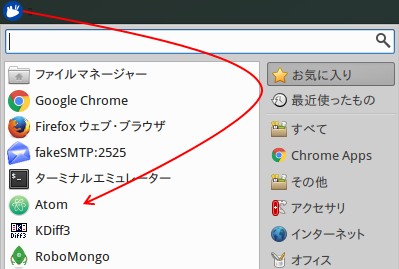 ファイルマネージャー
Google Chrome
Firefox ウェブ・ブラウザ
fakeSMTP:2525
ターミナルエミュレーター
Atom
KDiff3
RoboMongo
お気に入り
最近使ったもの
すべて
Chrome Apps
その他
アクセサリ
インターネット
オフィス